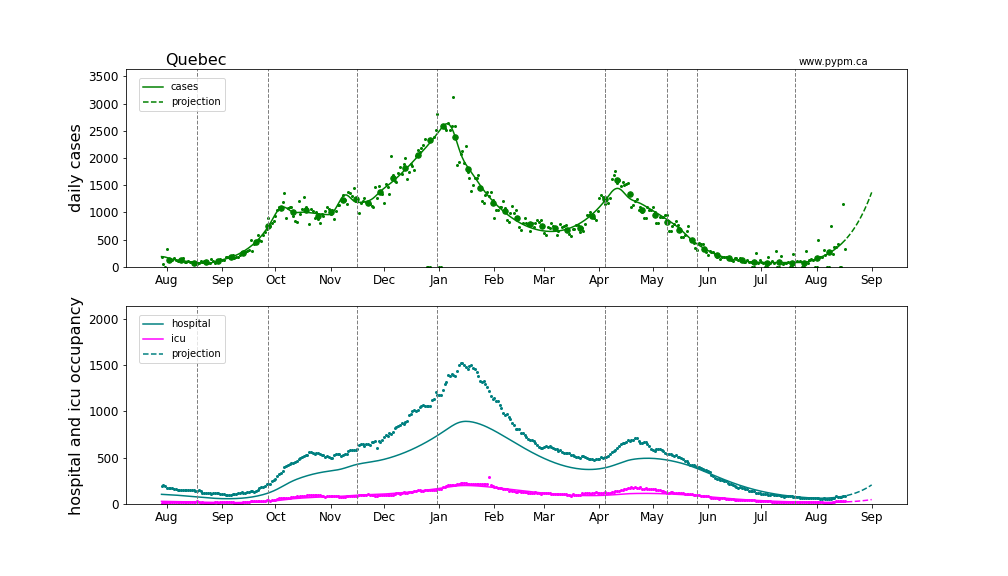 Quebec
www.pypm.ca
daily cases
3500
3000
2500
2000
1500
1000
500
0
cases
projection
Aug Sep Oct Nov Dec Jan Feb Mar Apr May Jun Jul Aug Sep
hospital and icu occupancy
2000
1500
1000
500
0
hospital
icu
projection
Aug Sep Oct Nov Dec Jan Feb Mar Apr May Jun Jul Aug Sep